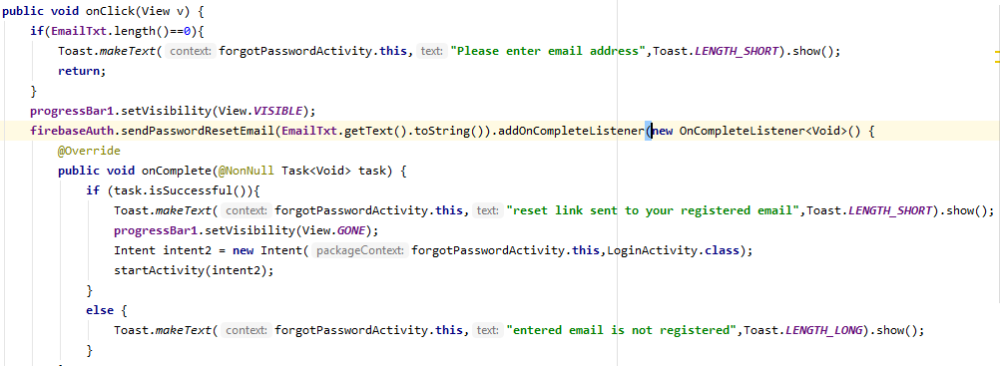 public void onClick(View v) {
if(EmailTxt.length()==0){
Toast.makeText( context: forgotPasswordActivity.this, text: "Please enter email address",Toast.LENGTH_SHORT).show();
return;
}
progressBar1.setVisibility(View.VISIBLE);
firebaseAuth.sendPasswordResetEmail(EmailTxt.getText().toString()).addOnCompleteListener(new OnCompleteListener<Void>() {
@Override
public void onComplete(@NonNull Task<Void> task) {
if (task.isSuccessful()){
Toast.makeText( context: forgotPasswordActivity.this, text: "reset link sent to your registered email",Toast.LENGTH_SHORT).show();
progressBar1.setVisibility(View.GONE);
Intent intent2 = new Intent( packageContext: forgotPasswordActivity.this,LoginActivity.class);
startActivity(intent2);
}
else {
Toast.makeText( context: forgotPasswordActivity.this, text: "entered email is not registered",Toast.LENGTH_LONG).show();
}